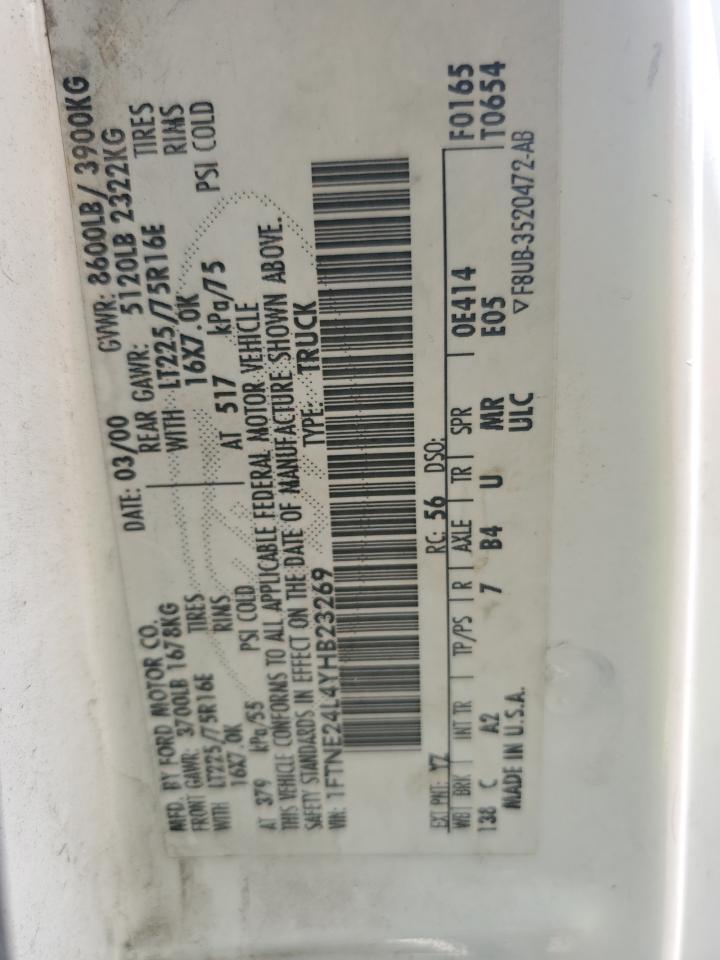 MFD. BY FORD MOTOR CO.
DATE: 03/00 GVWR: 8600LB/ 3900KG
FRONT GAWR: 3700LB 1678KG REAR GAWR: 5120LB 2322KG
WITH LT225/75R16E TIRES WITH LT225/75R16E TIRES
16X7.0K RIMS 16X7.0K RIMS
AT 379 kPa/55 PSI COLD AT 517 kPa/75 PSI COLD
THIS VEHICLE CONFORMS TO ALL APPLICABLE FEDERAL MOTOR VEHICLE
SAFETY STANDARDS IN EFFECT ON THE DATE OF MANUFACTURE SHOWN ABOVE.
VIN: 1FTNE24L4YHB23269 TYPE: TRUCK
F0165
EXT PNT: YZ RC: 56 DSO: T0654
WB BRK INT TR TP/PS R AXLE TR SPR
138 C A2 7 B4 U MR 0E414 E05
ULC
MADE IN U.S.A. ▽F8UB-3520472-AB